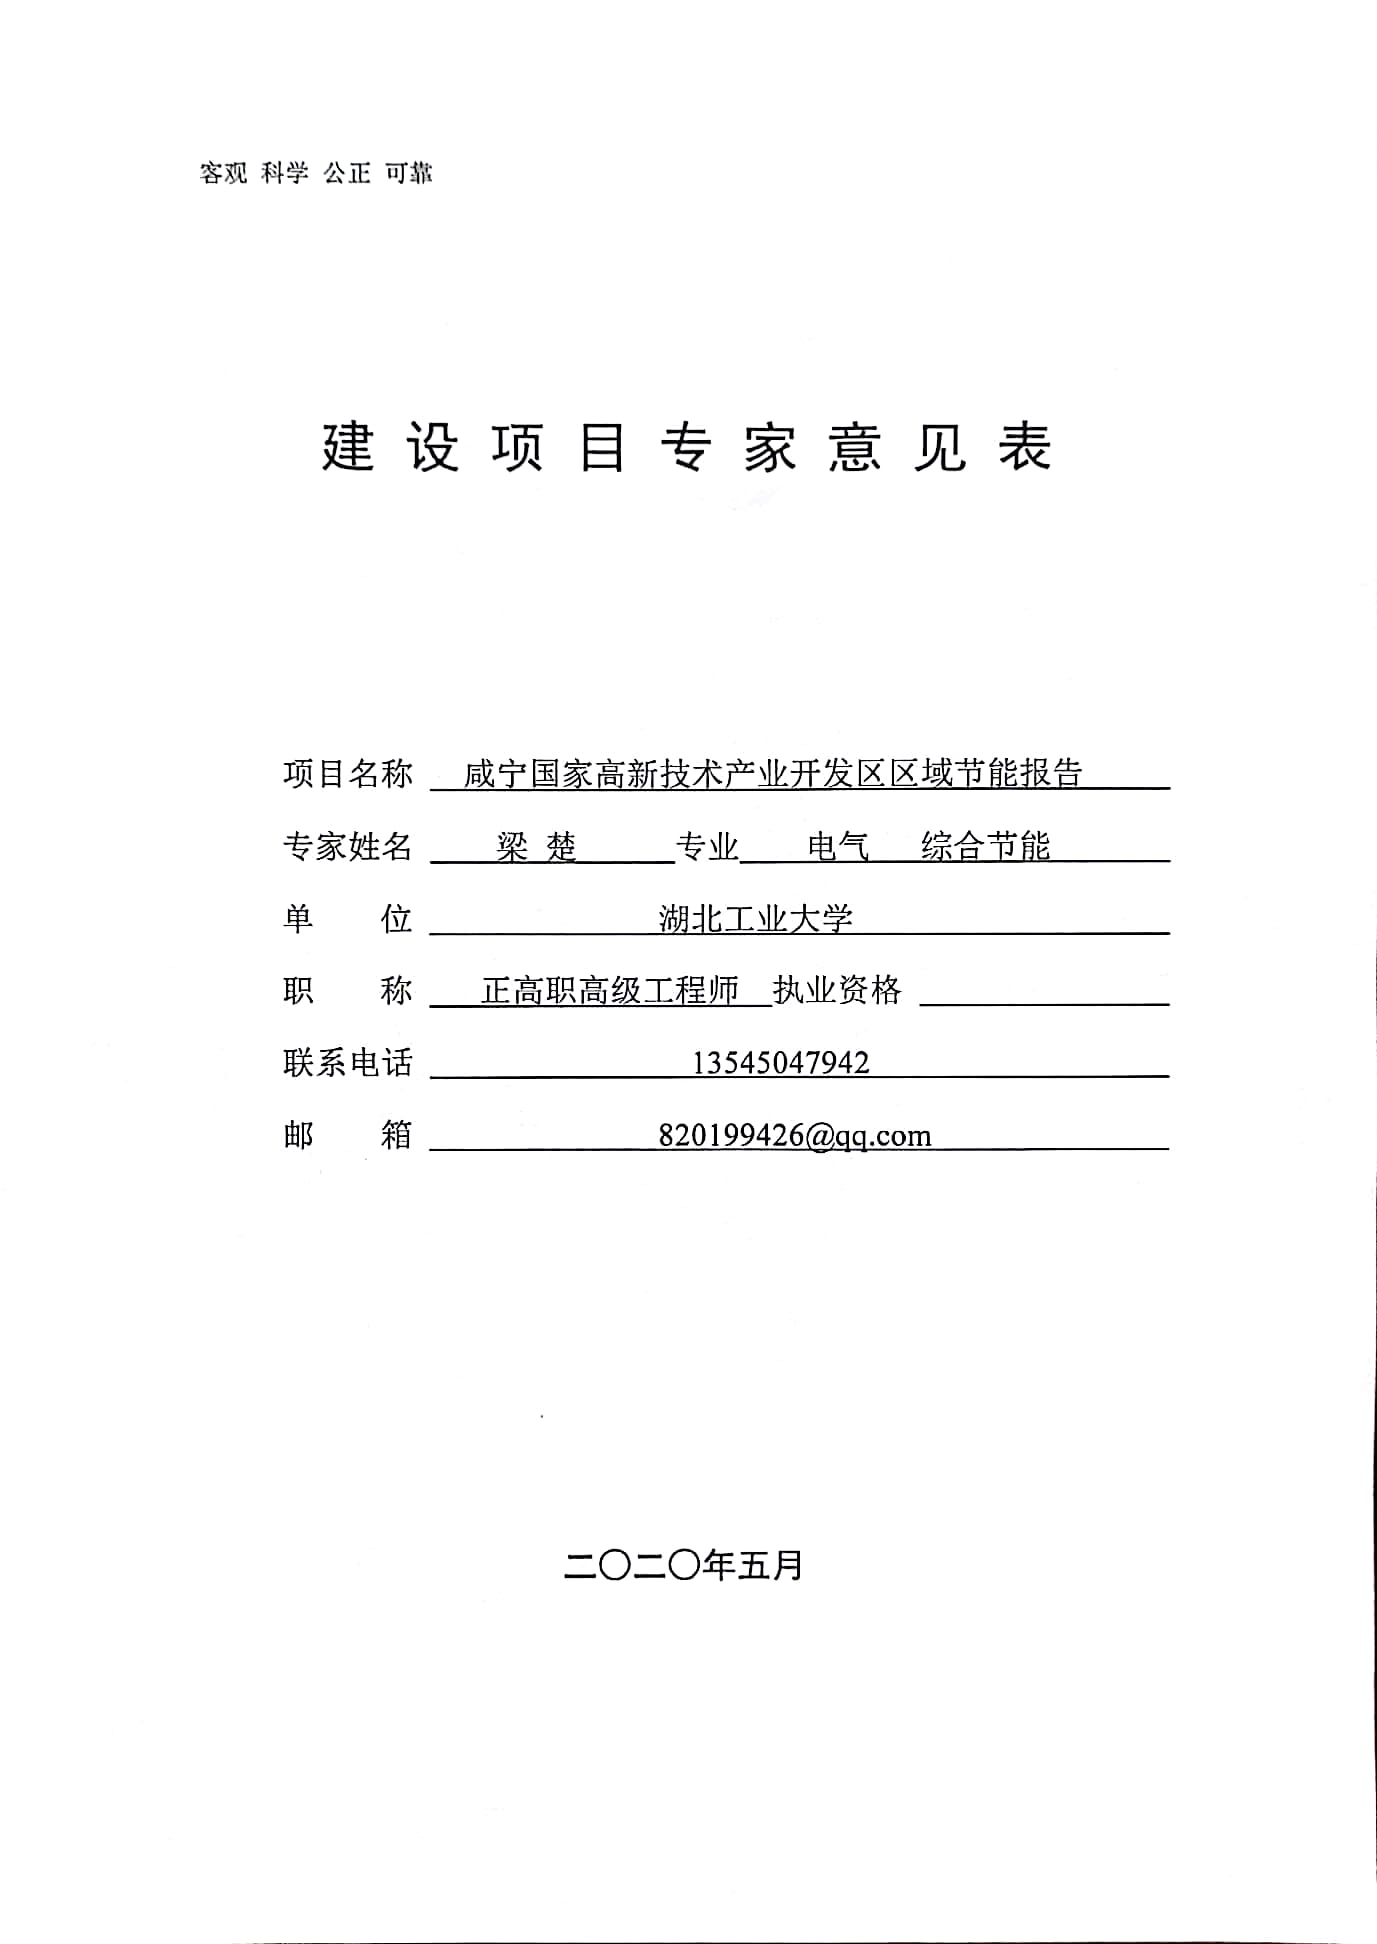 客观 科学 公正 可靠
建设项目专家意见表
项目名称 咸宁国家高新技术产业开发区区域节能报告
专家姓名 梁 楚 专业 电气 综合节能
单 位 湖北工业大学
职 称 正高职高级工程师 执业资格
联系电话 13545047942
邮 箱 820199426@qq.com
二〇二〇年五月